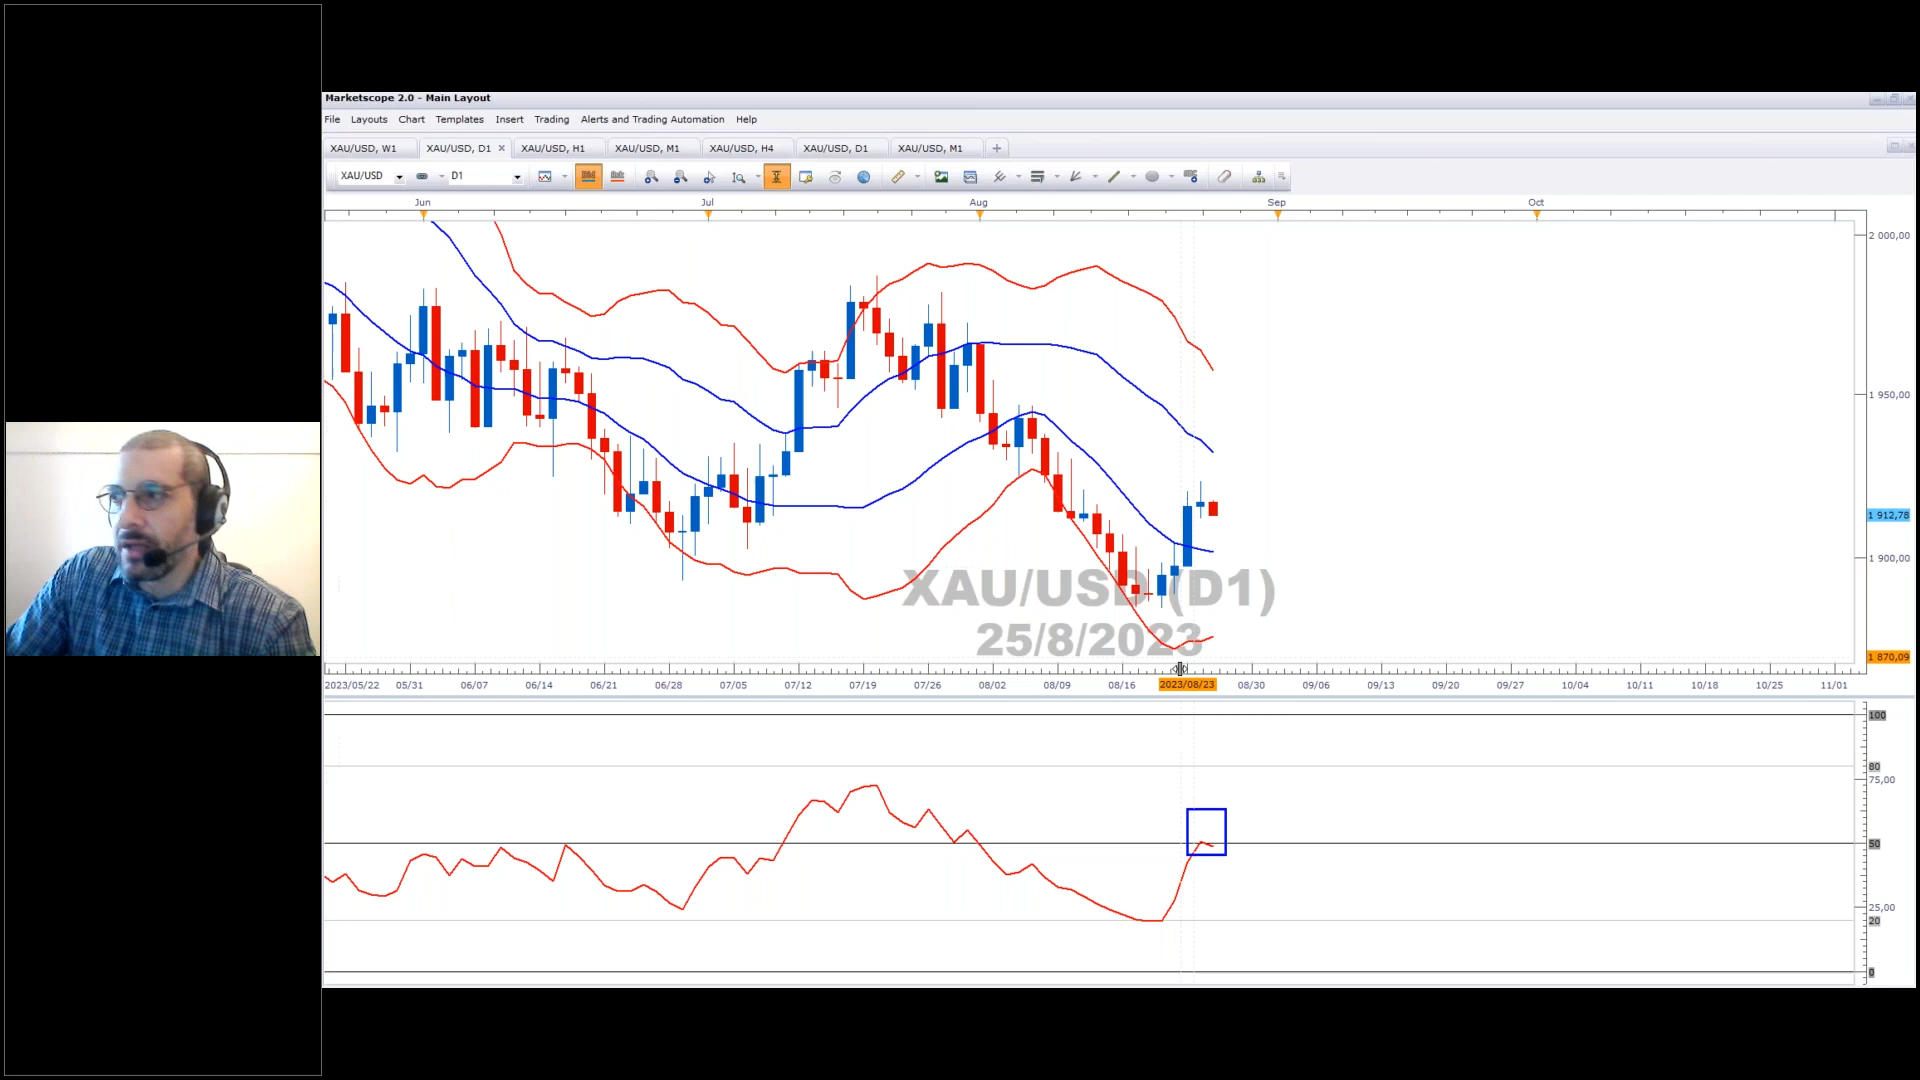 Marketscope 2.0 - Main Layout
File Layouts Chart Templates Insert Trading Alerts and Trading Automation Help
XAU/USD, W1 XAU/USD, D1 XAU/USD, H1 XAU/USD, M1 XAU/USD, H4 XAU/USD, D1 XAU/USD, M1
XAU/USD D1
Jun Jul Aug Sep Oct
2 000,00
1 950,00
1 912,78
1 900,00
XAU/USD (D1)
25/8/2023
1 870,09
2023/05/22 05/31 06/07 06/14 06/21 06/28 07/05 07/12 07/19 07/26 08/02 08/09 08/16 2023/08/23 08/30 09/06 09/13 09/20 09/27 10/04 10/11 10/18 10/25 11/01
100
80
75,00
50
25,00
20
0